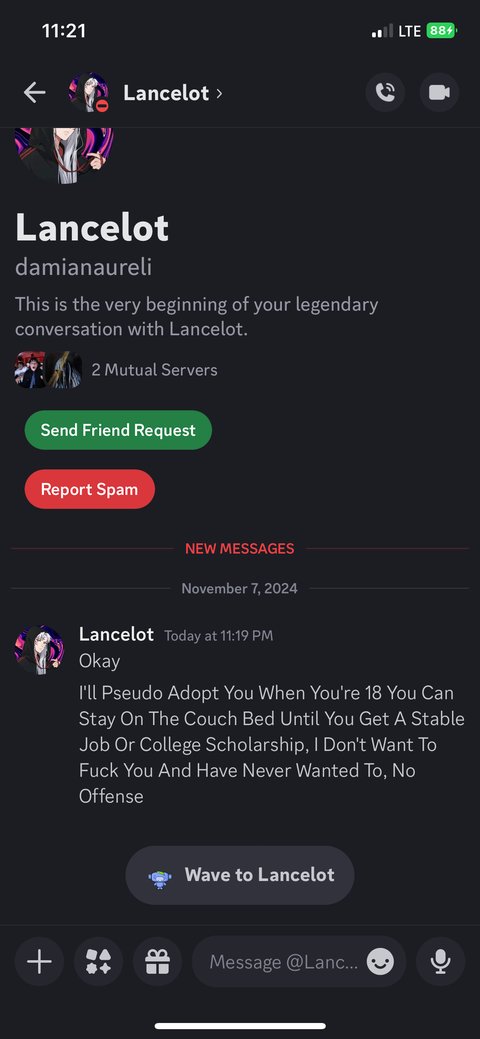 11:21
LTE
88
Lancelot
Lancelot
damianaureli
This is the very beginning of your legendary
conversation with Lancelot.
2 Mutual Servers
Send Friend Request
Report Spam
NEW MESSAGES
November 7, 2024
Lancelot Today at 11:19 PM
Okay
I'll Pseudo Adopt You When You're 18 You Can
Stay On The Couch Bed Until You Get A Stable
Job Or College Scholarship, I Don't Want To
Fuck You And Have Never Wanted To, No
Offense
Wave to Lancelot
Message @Lanc...